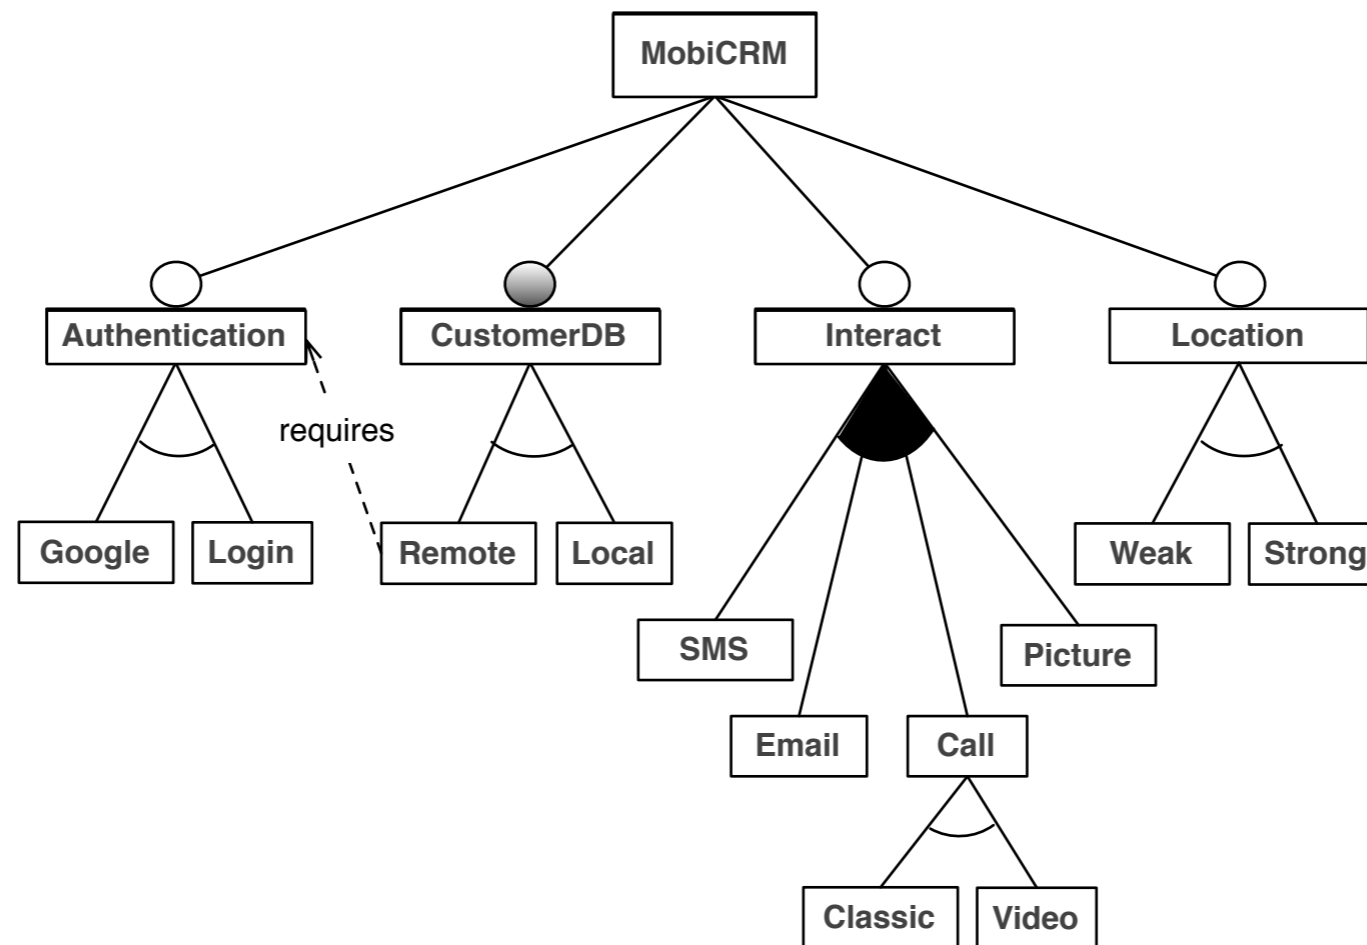 MobiCRM
Authentication
CustomerDB
Interact
Location
requires
Google
Login
Remote
Local
Weak
Strong
SMS
Picture
Email
Call
Classic
Video